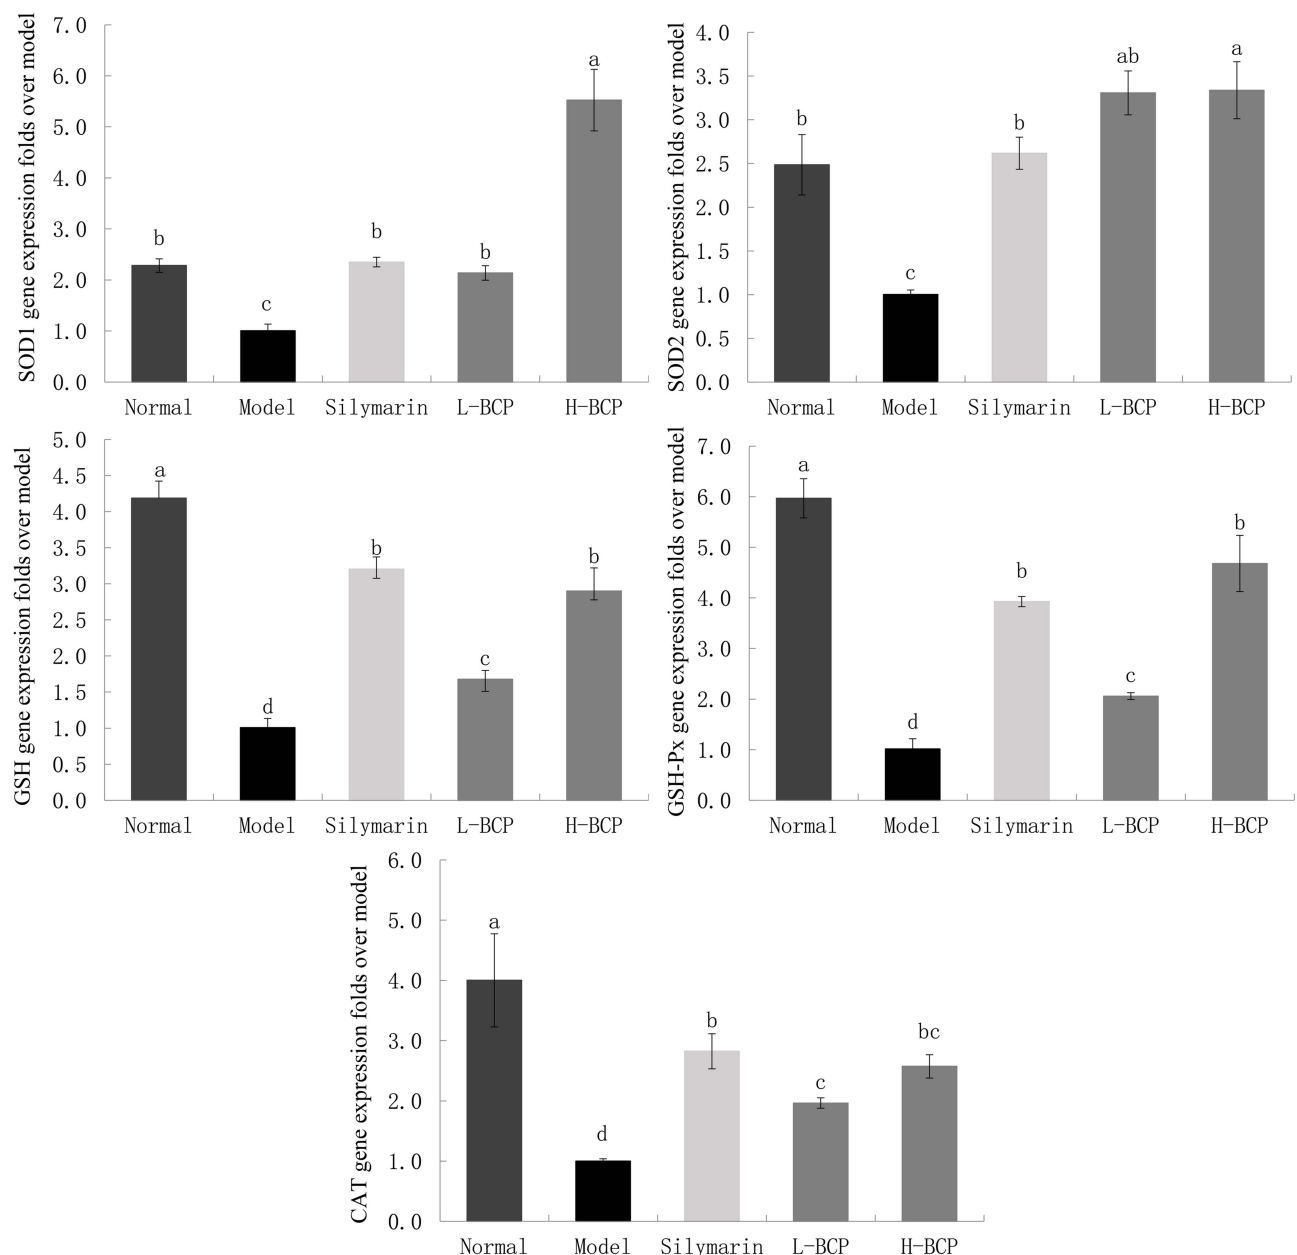 SOD1 gene expression folds over model
7.0
6.0
5.0
4.0
3.0
2.0
1.0
0.0
b
c
b
b
a
Normal Model Silymarin L-BCP H-BCP
SOD2 gene expression folds over model
4.0
3.5
3.0
2.5
2.0
1.5
1.0
0.5
0.0
b
c
b
ab
a
Normal Model Silymarin L-BCP H-BCP
GSH gene expression folds over model
5.0
4.5
4.0
3.5
3.0
2.5
2.0
1.5
1.0
0.5
0.0
a
d
b
c
b
Normal Model Silymarin L-BCP H-BCP
GSH-Px gene expression folds over model
7.0
6.0
5.0
4.0
3.0
2.0
1.0
0.0
a
d
b
c
b
Normal Model Silymarin L-BCP H-BCP
CAT gene expression folds over model
6.0
5.0
4.0
3.0
2.0
1.0
0.0
a
d
b
c
bc
Normal Model Silymarin L-BCP H-BCP